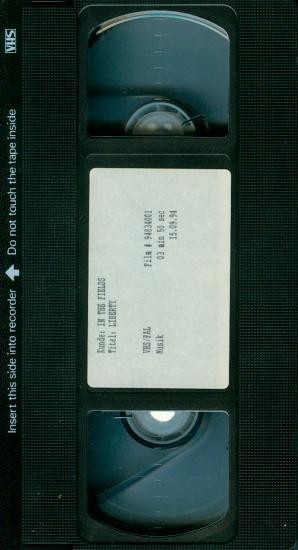 Insert this side into recorder Do not touch the tape inside VHS
Kunde: IN THE FIELDS
Titel: LIBERTY
VHS/PAL Film # 94834001
Musik 03 min 50 sec
15.09.94